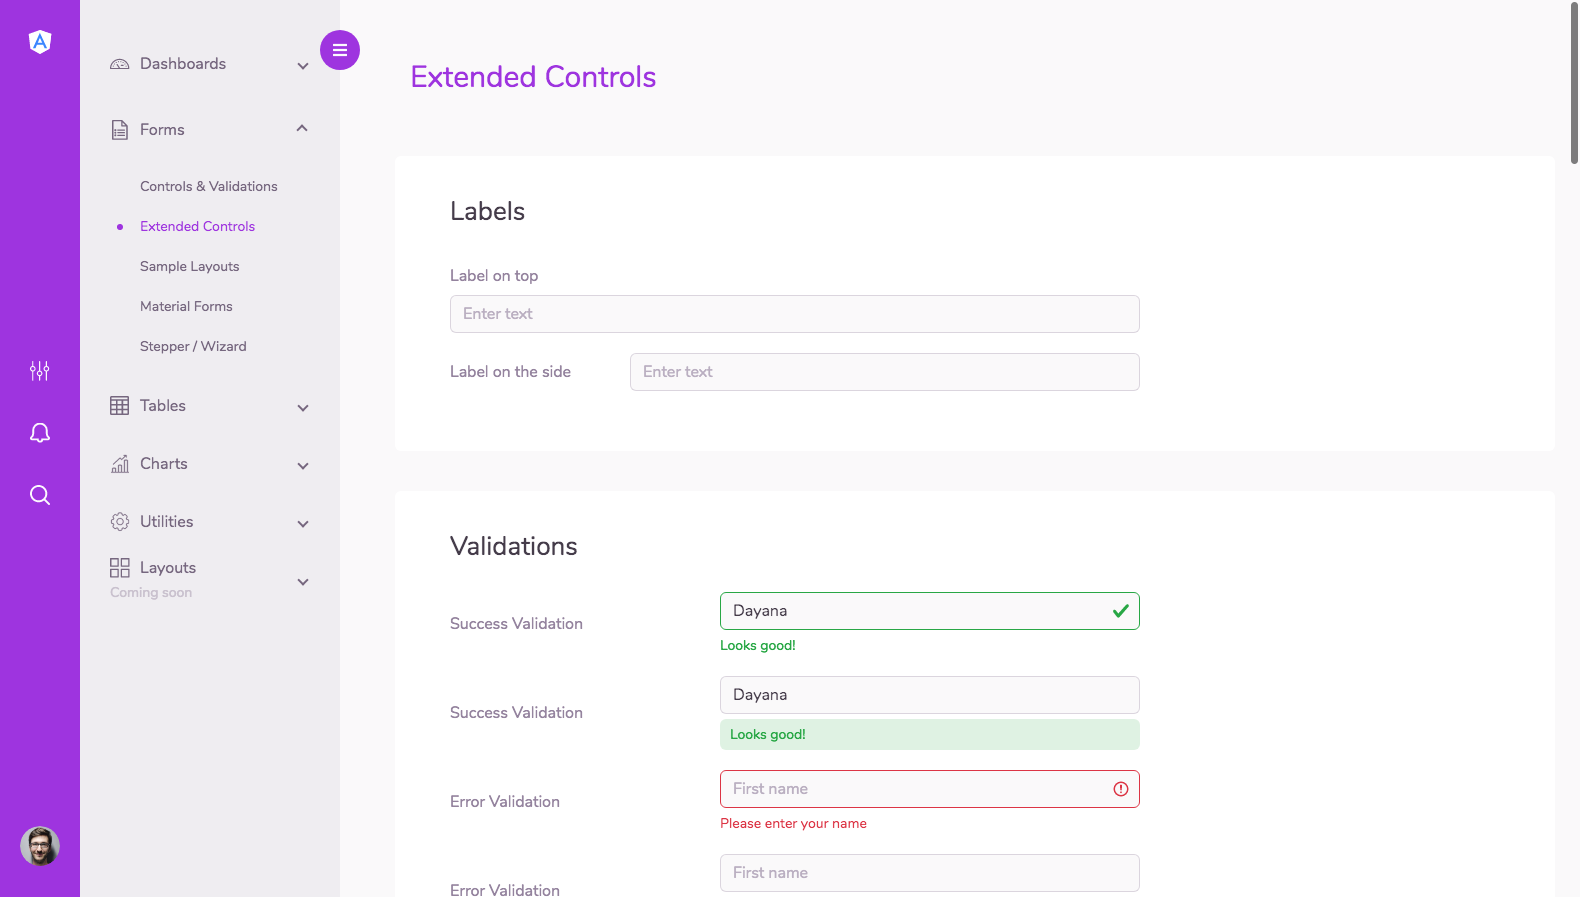 A
Dashboards
Forms
Controls & Validations
Extended Controls
Sample Layouts
Material Forms
Stepper / Wizard
Tables
Charts
Utilities
Layouts
Coming soon
Extended Controls
Labels
Label on top
Enter text
Label on the side Enter text
Validations
Success Validation Dayana
Looks good!
Success Validation Dayana
Looks good!
Error Validation First name
Please enter your name
Error Validation First name